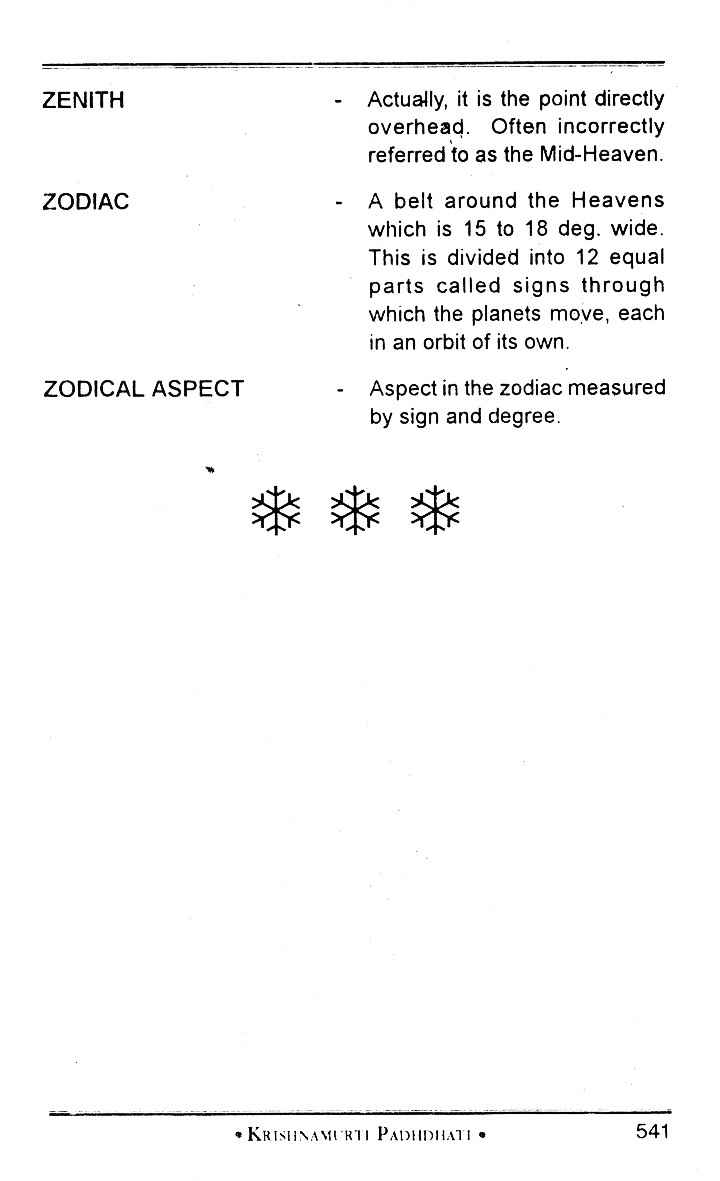 ZENITH - Actually, it is the point directly
overhead. Often incorrectly
referred to as the Mid-Heaven.
ZODIAC - A belt around the Heavens
which is 15 to 18 deg. wide.
This is divided into 12 equal
parts called signs through
which the planets move, each
in an orbit of its own.
ZODICAL ASPECT - Aspect in the zodiac measured
by sign and degree.
• KRISHNAMURTI PADHDHATI • 541